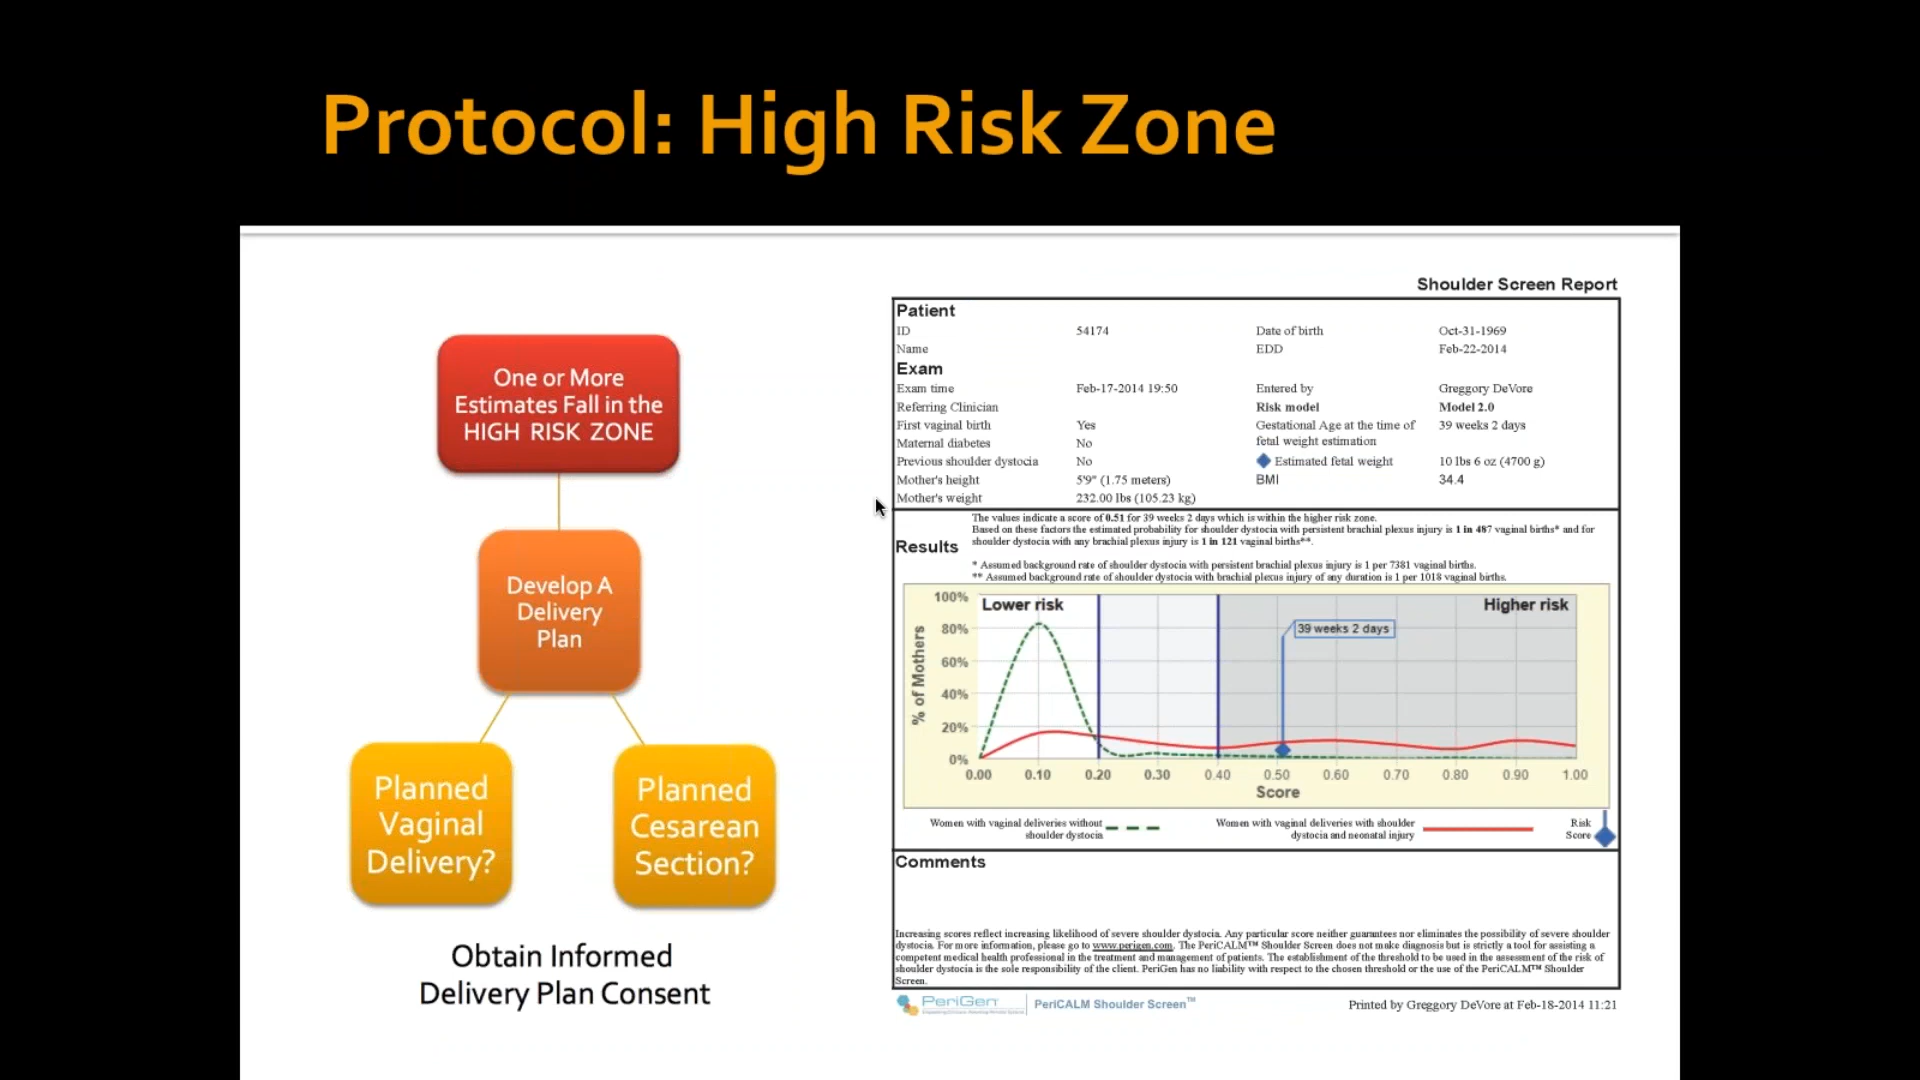 Protocol: High Risk Zone
One or More
Estimates Fall in the
HIGH RISK ZONE
Develop A
Delivery
Plan
Planned
Vaginal
Delivery?
Planned
Cesarean
Section?
Obtain Informed
Delivery Plan Consent
Shoulder Screen Report
Patient
ID 54174 Date of birth Oct-31-1969
Name EDD Feb-22-2014
Exam
Exam time Feb-17-2014 19:50 Entered by Greggory DeVore
Referring Clinician Risk model Model 2.0
First vaginal birth Yes Gestational Age at the time of 39 weeks 2 days
Maternal diabetes No fetal weight estimation
Previous shoulder dystocia No Estimated fetal weight 10 lbs 6 oz (4700 g)
Mother's height 5'9" (1.75 meters) BMI 34.4
Mother's weight 232.00 lbs (105.23 kg)
Results
The values indicate a score of 0.51 for 39 weeks 2 days which is within the higher risk zone.
Based on these factors the estimated probability for shoulder dystocia with persistent brachial plexus injury is 1 in 487 vaginal births* and for
shoulder dystocia with any brachial plexus injury is 1 in 121 vaginal births**.
* Assumed background rate of shoulder dystocia with persistent brachial plexus injury is 1 per 7381 vaginal births.
** Assumed background rate of shoulder dystocia with brachial plexus injury of any duration is 1 per 1018 vaginal births.
Lower risk Higher risk
39 weeks 2 days
% of Mothers
100%
80%
60%
40%
20%
0%
0.00 0.10 0.20 0.30 0.40 0.50 0.60 0.70 0.80 0.90 1.00
Score
Women with vaginal deliveries without
shoulder dystocia
Women with vaginal deliveries with shoulder
dystocia and neonatal injury
Risk
Score
Comments
Increasing scores reflect increasing likelihood of severe shoulder dystocia. Any particular score neither guarantees nor eliminates the possibility of severe shoulder
dystocia. For more information, please go to www.perigen.com. The PeriCALM™ Shoulder Screen does not make diagnosis but is strictly a tool for assisting a
competent medical health professional in the treatment and management of patients. The establishment of the threshold to be used in the assessment of the risk of
shoulder dystocia is the sole responsibility of the client. PeriGen has no liability with respect to the chosen threshold or the use of the PeriCALM™ Shoulder
Screen.
PeriGen PeriCALM Shoulder Screen™ Printed by Greggory DeVore at Feb-18-2014 11:21